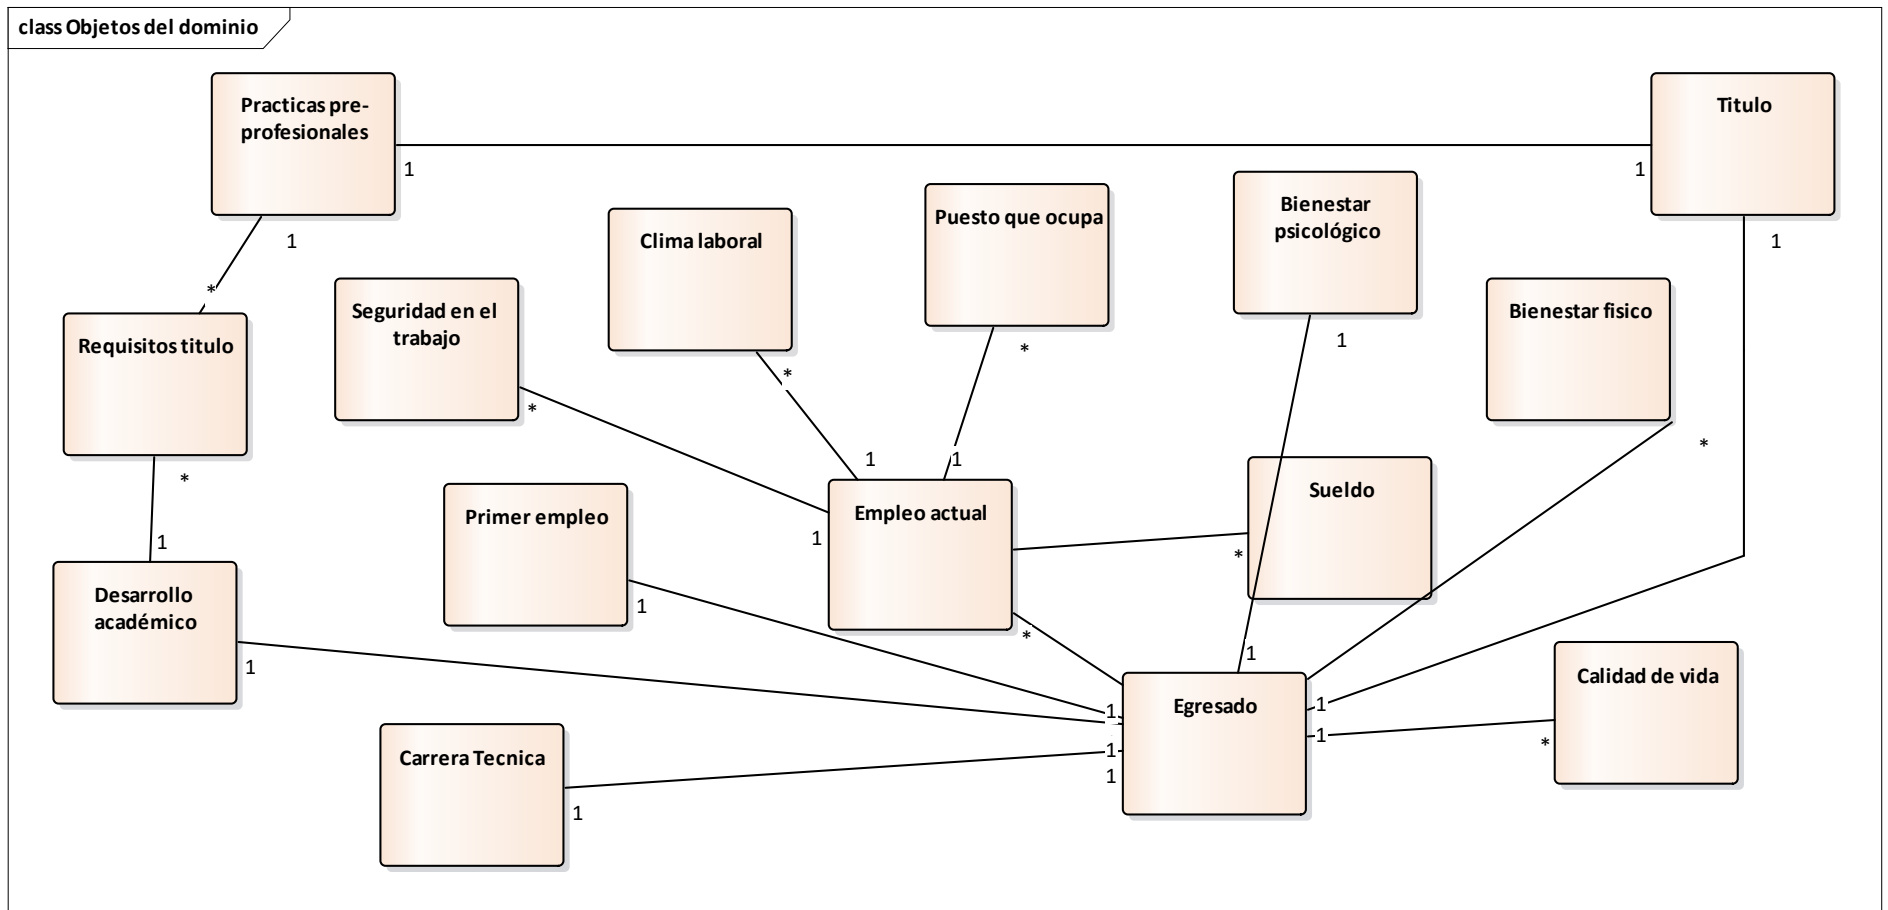 class Objetos del dominio
Practicas pre-
profesionales
Titulo
1
1
Bienestar
psicológico
Puesto que ocupa
Clima laboral
1
1
*
Seguridad en el
trabajo
Bienestar fisico
Requisitos titulo
1
*
*
*
*
1
1
*
Sueldo
Primer empleo
Empleo actual
1
1
*
Desarrollo
académico
1
*
1
1
Calidad de vida
Egresado
1
1
1
*
1
Carrera Tecnica
1
1